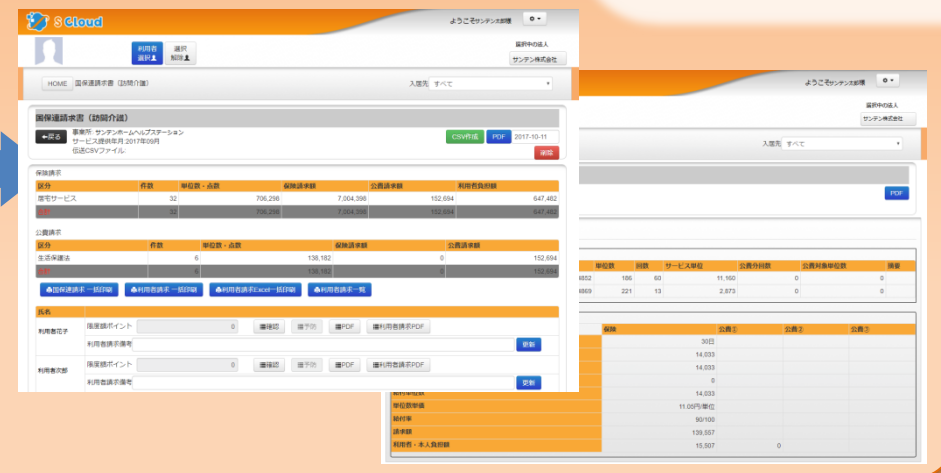 S Cloud
ようこそサンデン太郎様
利用者
選択
選択
解除
選択中の法人
サンデン株式会社
HOME
国保連請求書（訪問介護）
入居先
すべて
国保連請求書（訪問介護）
戻る
事業所: サンデンホームヘルプステーション
サービス提供年月:2017年09月
伝送CSVファイル:
CSV作成
PDF
2017-10-11
削除
保険請求
区分 件数 単位数・点数 保険請求額 公費請求額 利用者負担額
居宅サービス 32 706,298 7,004,398 152,694 647,482
合計 32 706,298 7,004,398 152,694 647,482
公費請求
区分 件数 単位数・点数 保険請求額 公費請求額
生活保護法 6 138,182 0 152,694
合計 6 138,182 0 152,694
国保連請求 一括印刷
利用者請求 一括印刷
利用者請求Excel一括印刷
利用者請求一覧
氏名
利用者花子
限度額ポイント 0 確認 予防 PDF 利用者請求PDF
利用者請求備考 更新
利用者次郎
限度額ポイント 0 確認 予防 PDF 利用者請求PDF
利用者請求備考 更新
ようこそサンデン太郎様
選択中の法人
サンデン株式会社
入居先
すべて
PDF
単位数 回数 サービス単位 公費分回数 公費対象単位数 摘要
186 60 11,160 0 0
221 13 2,873 0 0
保険 公費① 公費② 公費③
30日
14,033
14,033
0
給付単位数 14,033
単位数単価 11.05円/単位
給付率 90/100
請求額 139,557
利用者・本人負担額 15,507 0